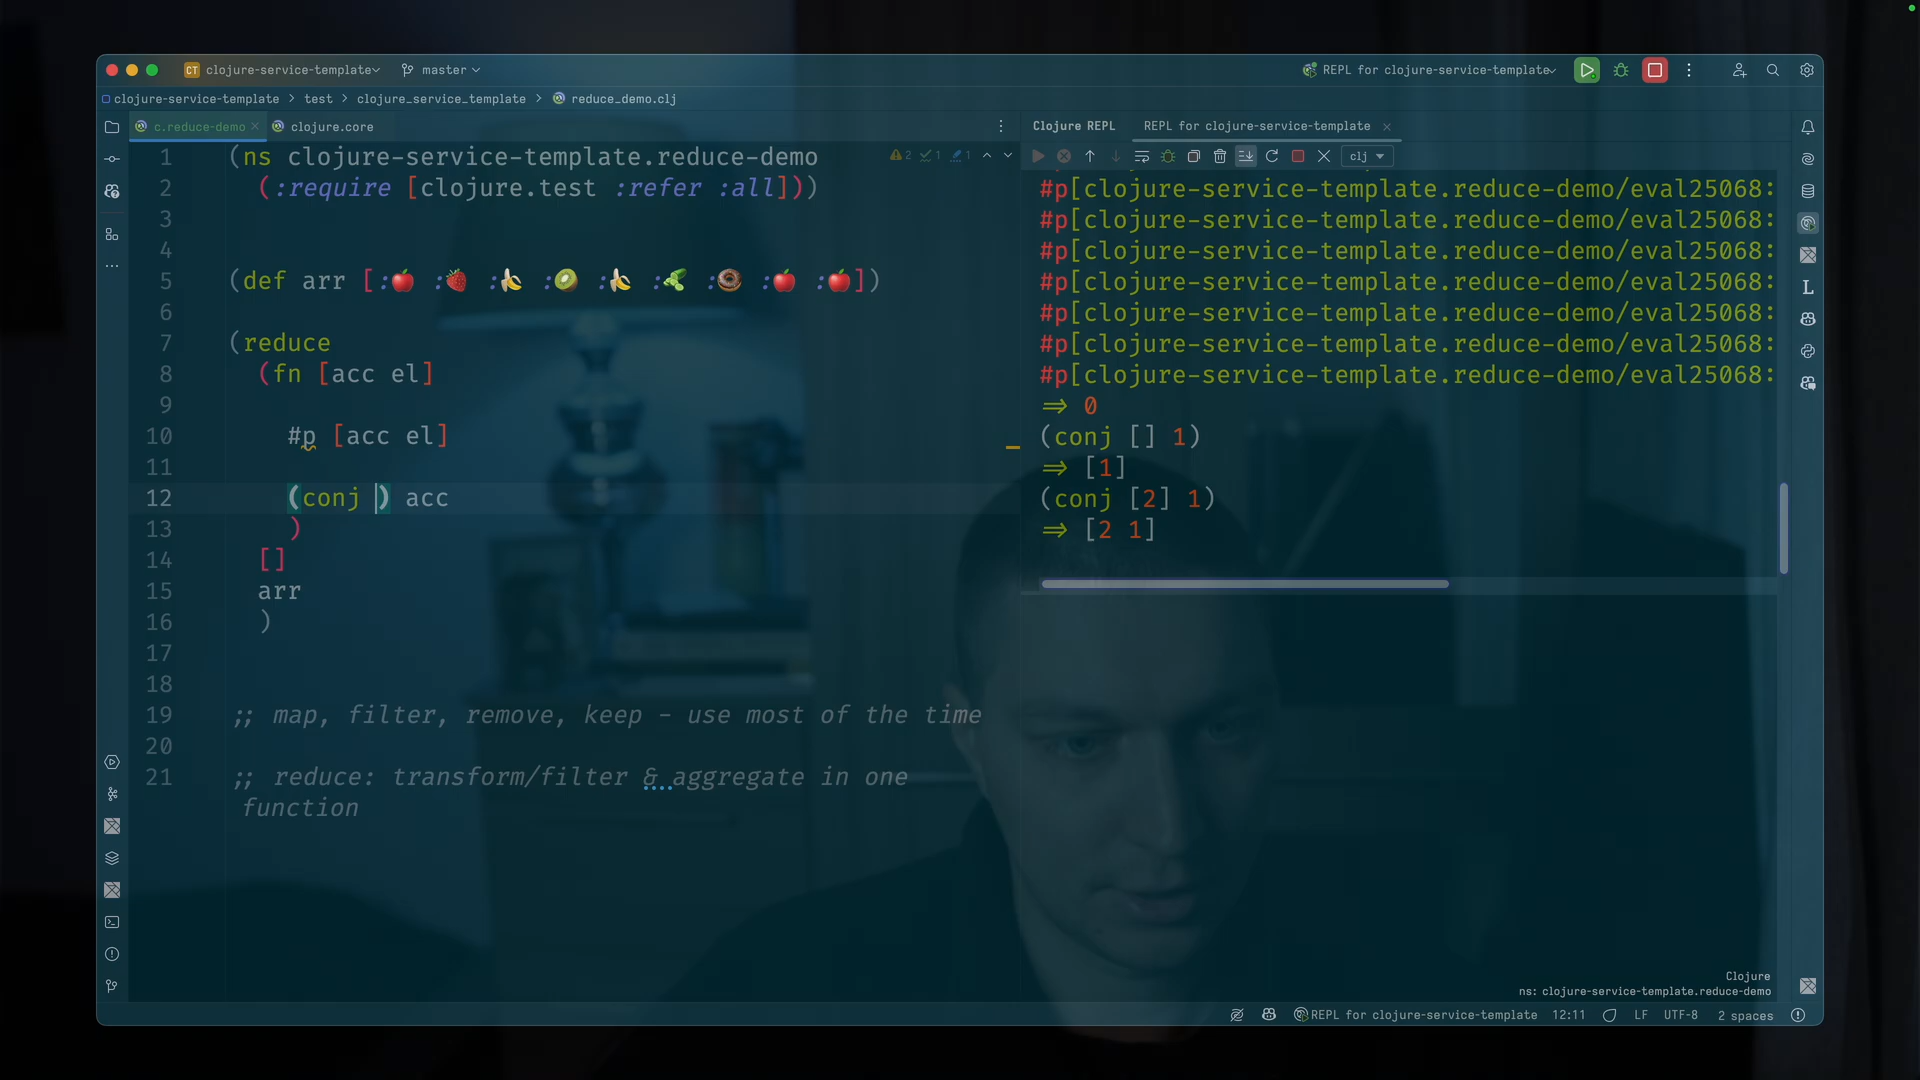 CT clojure-service-template master REPL for clojure-service-template
clojure-service-template > test > clojure_service_template > reduce_demo.clj
c.reduce-demo clojure.core
Clojure REPL REPL for clojure-service-template
2 1 1
clj
1 (ns clojure-service-template.reduce-demo
2 (:require [clojure.test :refer :all]))
3
4
5 (def arr [:🍎 :🍓 :🍌 :🥝 :🍌 :🥒 :🍩 :🍎 :🍎])
6
7 (reduce
8 (fn [acc el]
9
10 #p [acc el]
11
12 (conj ) acc
13 )
14 []
15 arr
16 )
17
18
19 ;; map, filter, remove, keep - use most of the time
20
21 ;; reduce: transform/filter & aggregate in one
function
#p[clojure-service-template.reduce-demo/eval25068:
#p[clojure-service-template.reduce-demo/eval25068:
#p[clojure-service-template.reduce-demo/eval25068:
#p[clojure-service-template.reduce-demo/eval25068:
#p[clojure-service-template.reduce-demo/eval25068:
#p[clojure-service-template.reduce-demo/eval25068:
#p[clojure-service-template.reduce-demo/eval25068:
=> 0
(conj [] 1)
=> [1]
(conj [2] 1)
=> [2 1]
L
Clojure
ns: clojure-service-template.reduce-demo
REPL for clojure-service-template 12:11 LF UTF-8 2 spaces